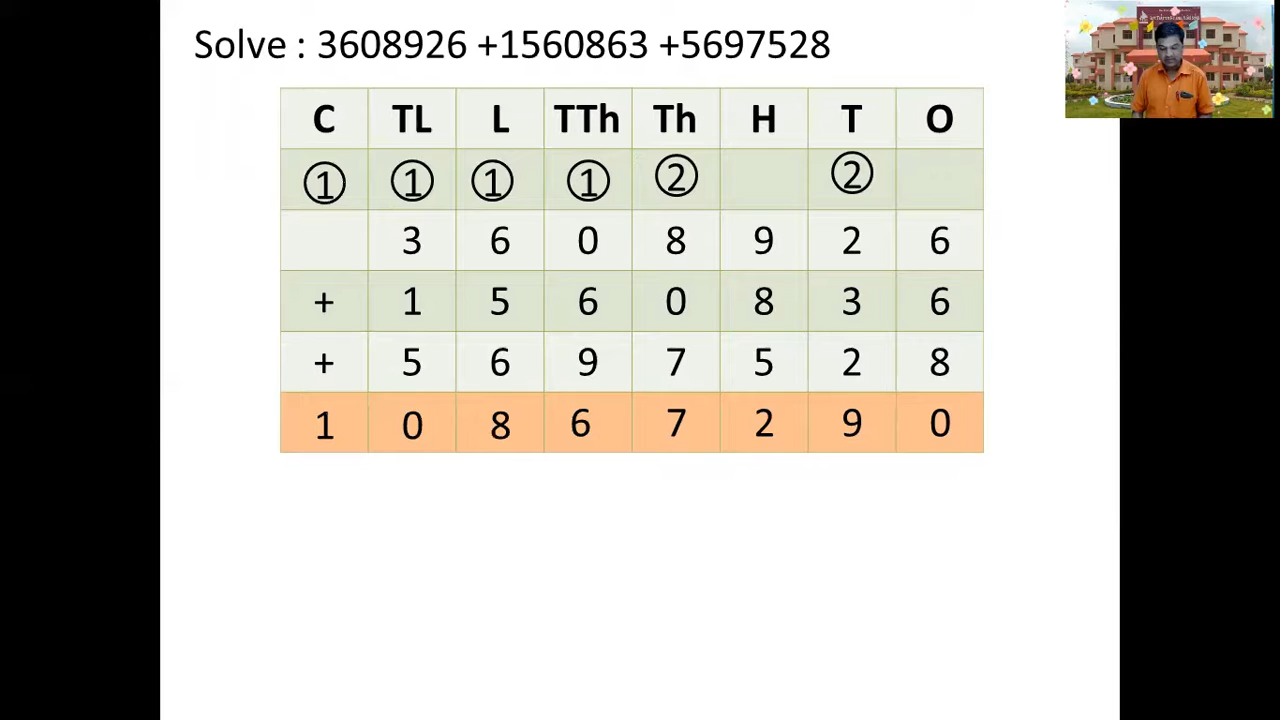 Solve : 3608926 +1560863 +5697528
C TL L TTh Th H T O
1 1 1 1 2 2
3 6 0 8 9 2 6
+ 1 5 6 0 8 3 6
+ 5 6 9 7 5 2 8
1 0 8 6 7 2 9 0